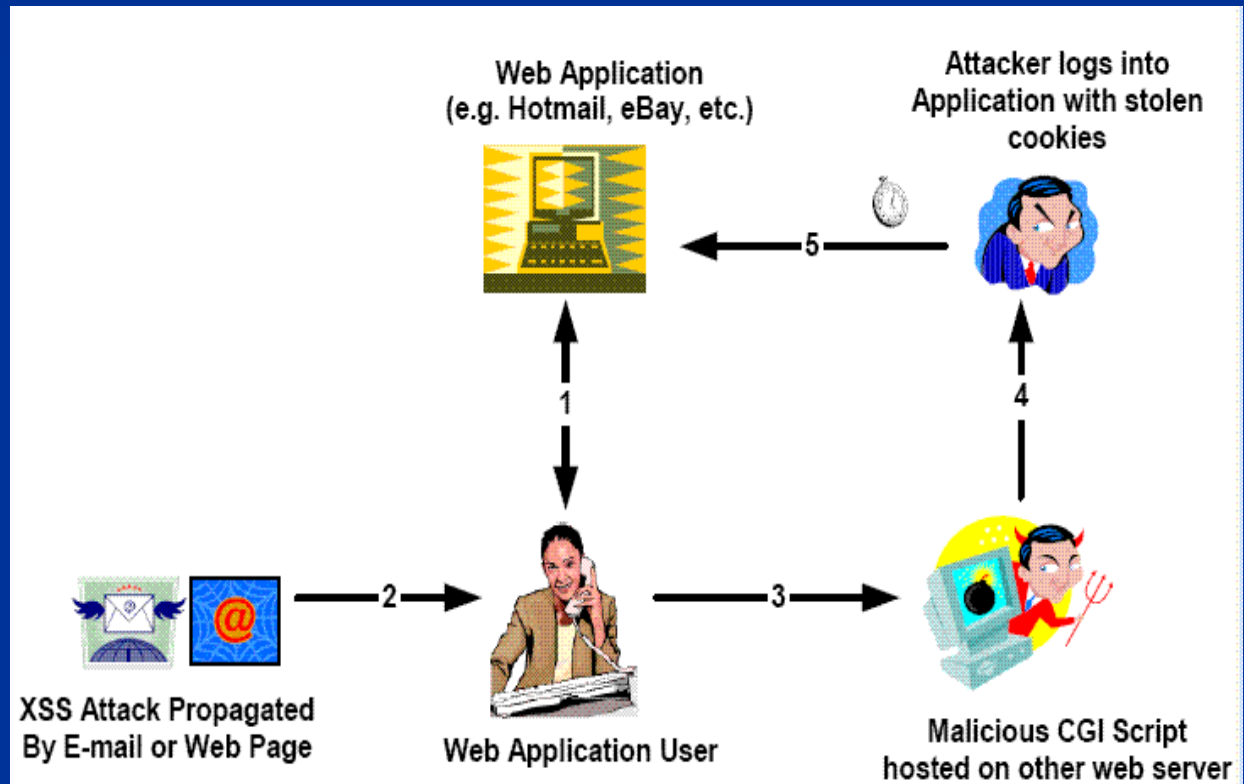 Web Application
(e.g. Hotmail, eBay, etc.)
Attacker logs into
Application with stolen
cookies
5
1
4
2
3
@
XSS Attack Propagated
By E-mail or Web Page
Web Application User
Malicious CGI Script
hosted on other web server